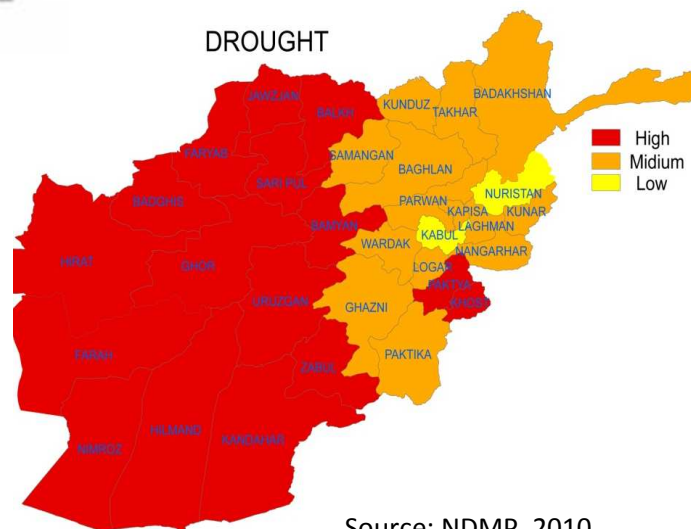 DROUGHT
JAWZJAN
BALKH
KUNDUZ
TAKHAR
BADAKHSHAN
High
Midium
Low
FARYAB
SAMANGAN
BAGHLAN
SARI PUL
BADGHIS
NURISTAN
PARWAN
KAPISA
KUNAR
BAMYAN
LAGHMAN
KABUL
WARDAK
NANGARHAR
HIRAT
GHOR
LOGAR
PAKTYA
KHOST
URUZGAN
GHAZNI
FARAH
PAKTIKA
ZABUL
HILMAND
KANDAHAR
NIMROZ
Source: NDMP, 2010